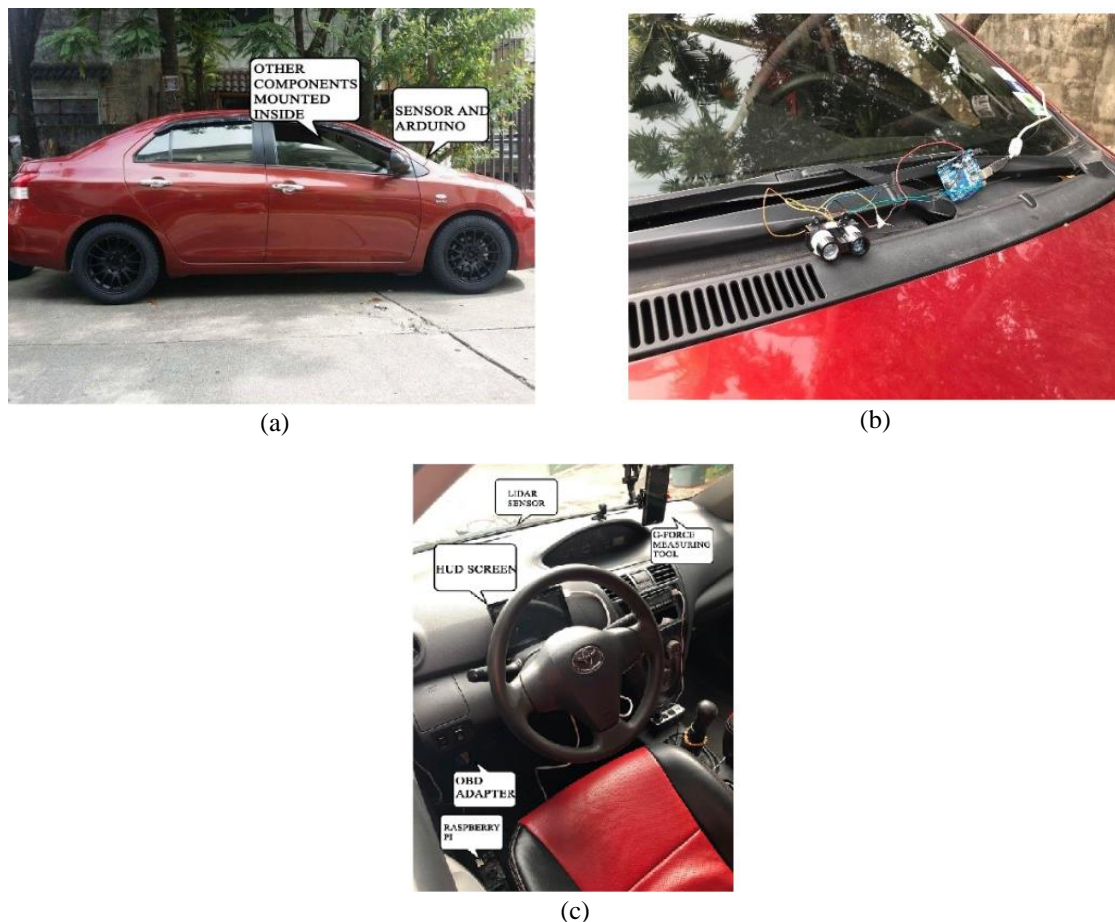 OTHER
COMPONENTS
MOUNTED
INSIDE
SENSOR AND
ARDUINO
(a)
(b)
LIDAR
SENSOR
G-FORCE
MEASURING
TOOL
HUD SCREEN
OBD
ADAPTER
RASPBERRY
PI
(c)